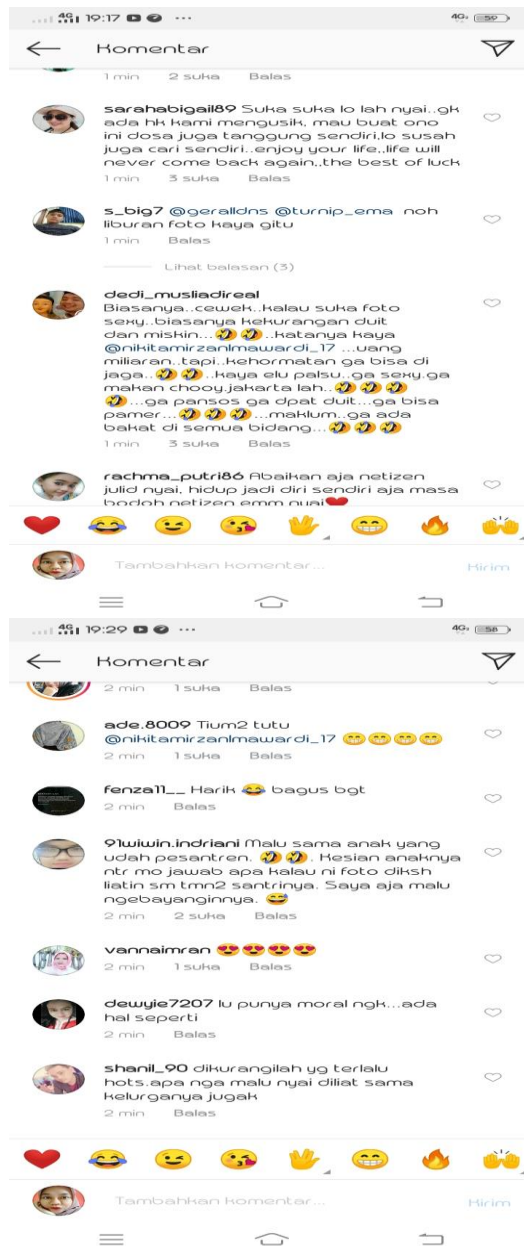 4G 19:17 ... 4G 59
Komentar
1 min 2 suka Balas
sarahabigail89 Suka suka lo lah nyai..gk
ada hk kami mengusik, mau buat ono
ini dosa juga tanggung sendiri,lo susah
juga cari sendiri..enjoy your life,,life will
never come back again,,the best of luck
1 min 3 suka Balas
s_big7 @geralldns @turnip_ema noh
liburan foto kaya gitu
1 min Balas
Lihat balasan (3)
dedi_musliadireal
Biasanya..cewek..kalau suka foto
sexy..biasanya kekurangan duit
dan miskin...🤣🤣..katanya kaya
@nikitamirzanlmawardi_17 ...uang
miliaran..tapi..kehormatan ga bisa di
jaga..🤣🤣..kaya elu palsu..ga sexy.ga
makan chooy.jakarta lah..🤣🤣🤣
🤣...ga pansos ga dpat duit...ga bisa
pamer...🤣🤣🤣...maklum..ga ada
bakat di semua bidang...🤣🤣🤣
1 min 3 suka Balas
rachma_putri86 Abaikan aja netizen
julid nyai, hidup jadi diri sendiri aja masa
bodoh netizen emm nyai❤️
Tambahkan komentar... Kirim
4G 19:29 ... 4G 58
Komentar
2 min 1 suka Balas
ade.8009 Tium2 tutu
@nikitamirzanlmawardi_17 😁😁😁😁
2 min 1 suka Balas
fenza11__ Harik 😂 bagus bgt
2 min Balas
91wiwin.indriani Malu sama anak yang
udah pesantren. 🤣🤣. Kesian anaknya
ntr mo jawab apa kalau ni foto diksh
liatin sm tmn2 santrinya. Saya aja malu
ngebayanginnya. 😅
2 min 2 suka Balas
vannaimran 😍😍😍😍
2 min 1 suka Balas
dewyie7207 lu punya moral ngk...ada
hal seperti
2 min Balas
shanil_90 dikurangilah yg terlalu
hots.apa nga malu nyai diliat sama
kelurganya jugak
2 min Balas
Tambahkan komentar... Kirim